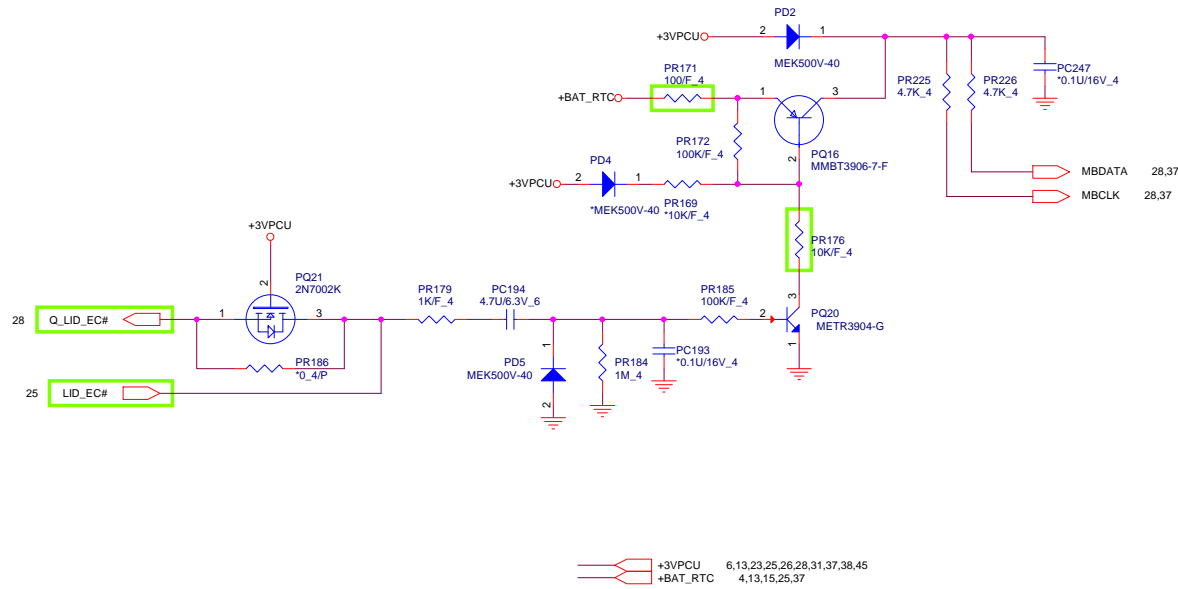 PD2
+3VPCU
2
1
MEK500V-40
PR171
100/F_4
+BAT_RTC
1
3
PC247
*0.1U/16V_4
PR225
4.7K_4
PR226
4.7K_4
PR172
100K/F_4
2
PQ16
MMBT3906-7-F
PD4
+3VPCU
2
1
*MEK500V-40
PR169
*10K/F_4
MBDATA 28,37
MBCLK 28,37
+3VPCU
2
PQ21
2N7002K
PR176
10K/F_4
28 Q_LID_EC#
1
3
PR179
1K/F_4
PC194
4.7U/6.3V_6
PR185
100K/F_4
2
3
PQ20
METR3904-G
1
PR186
*0_4/P
1
PD5
MEK500V-40
2
PR184
1M_4
PC193
*0.1U/16V_4
25 LID_EC#
+3VPCU 6,13,23,25,26,28,31,37,38,45
+BAT_RTC 4,13,15,25,37